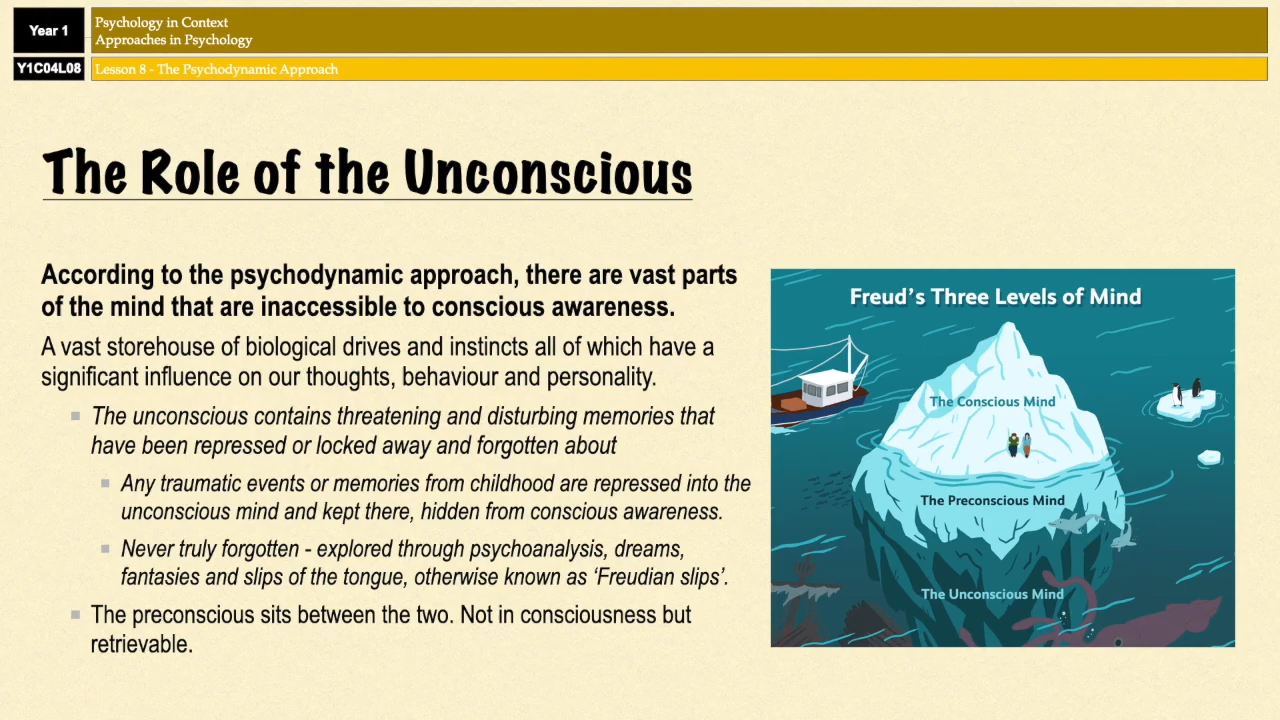 Year 1
Psychology in Context
Approaches in Psychology
Y1C04L08
Lesson 8 - The Psychodynamic Approach
The Role of the Unconscious
According to the psychodynamic approach, there are vast parts
of the mind that are inaccessible to conscious awareness.
A vast storehouse of biological drives and instincts all of which have a
significant influence on our thoughts, behaviour and personality.
The unconscious contains threatening and disturbing memories that
have been repressed or locked away and forgotten about
Any traumatic events or memories from childhood are repressed into the
unconscious mind and kept there, hidden from conscious awareness.
Never truly forgotten - explored through psychoanalysis, dreams,
fantasies and slips of the tongue, otherwise known as ‘Freudian slips’.
The preconscious sits between the two. Not in consciousness but
retrievable.
Freud’s Three Levels of Mind
The Conscious Mind
The Preconscious Mind
The Unconscious Mind